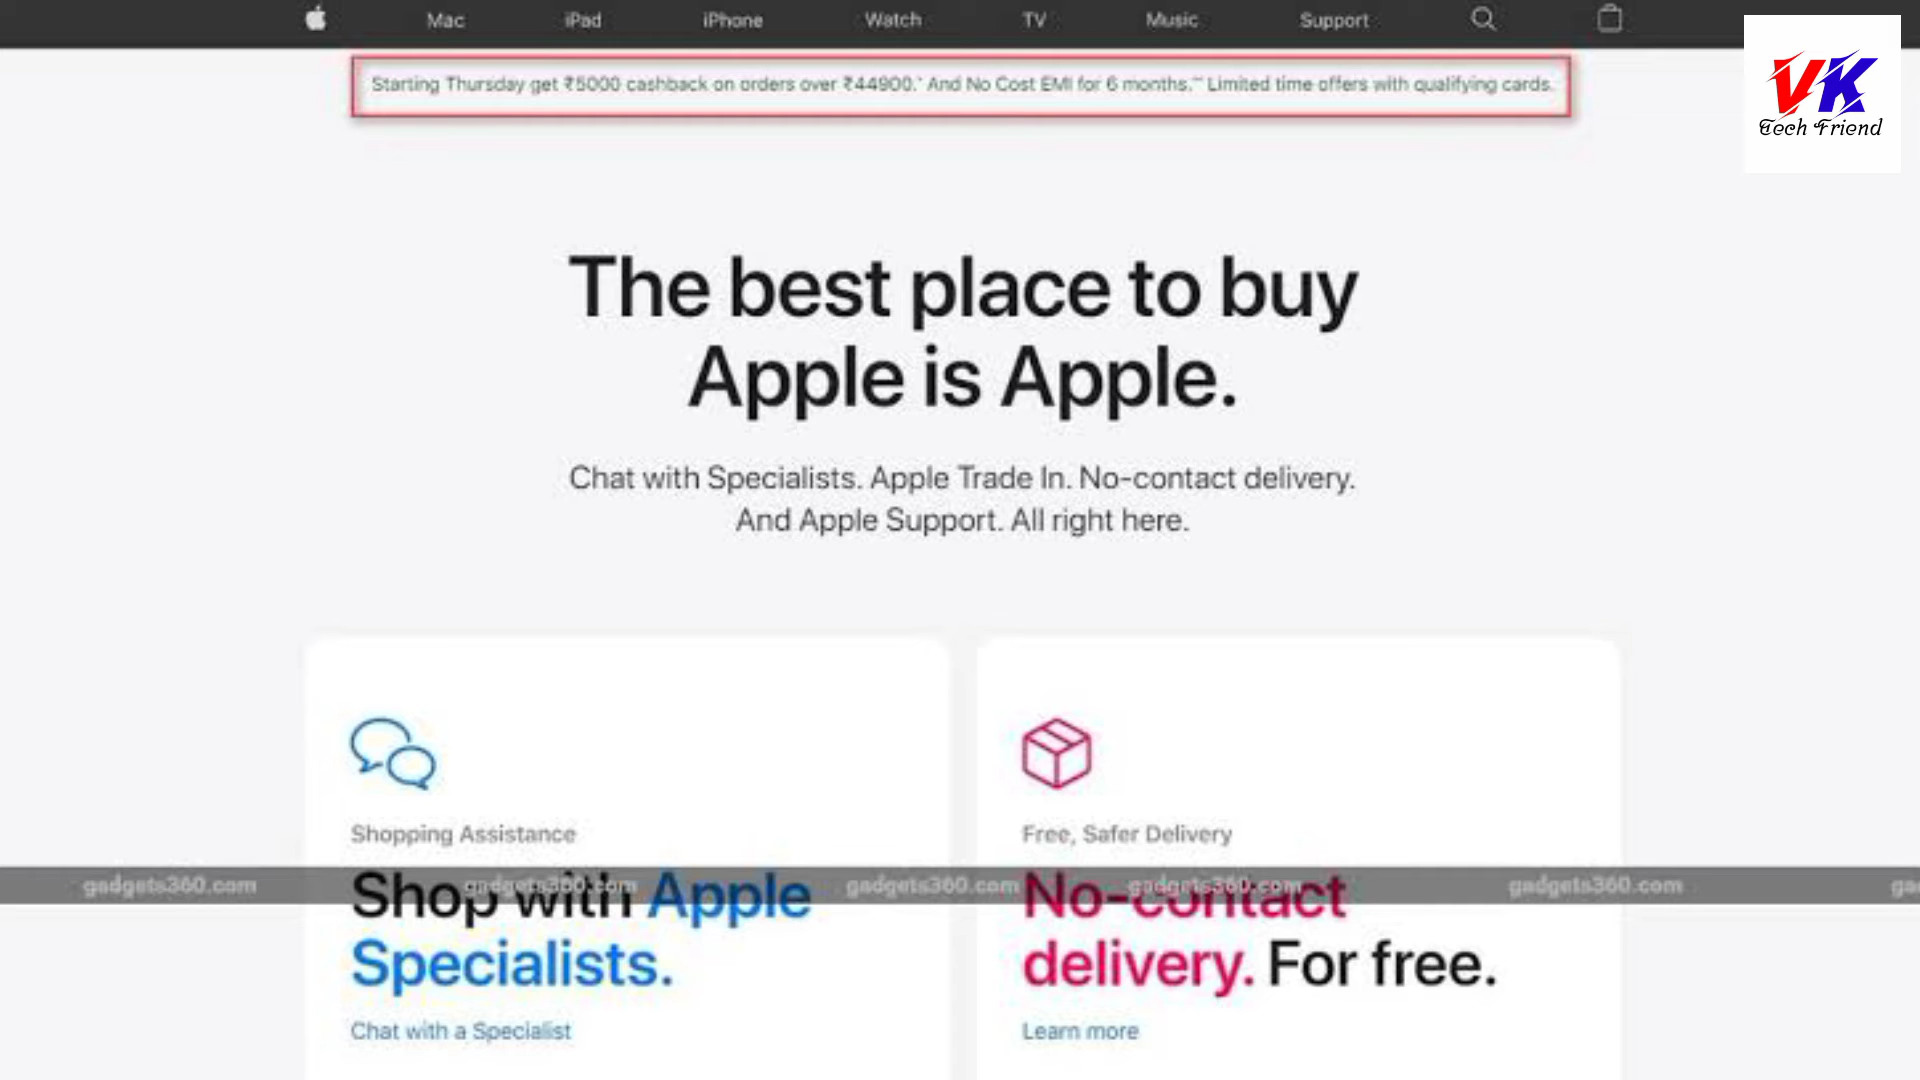 Mac iPad iPhone Watch TV Music Support
VK
Tech Friend
Starting Thursday get ₹5000 cashback on orders over ₹44900.* And No Cost EMI for 6 months.** Limited time offers with qualifying cards.
The best place to buy
Apple is Apple.
Chat with Specialists. Apple Trade In. No-contact delivery.
And Apple Support. All right here.
Shopping Assistance
Shop with Apple
Specialists.
Chat with a Specialist
Free, Safer Delivery
No-contact
delivery. For free.
Learn more
gadgets360.com gadgets360.com gadgets360.com gadgets360.com gadgets360.com ga